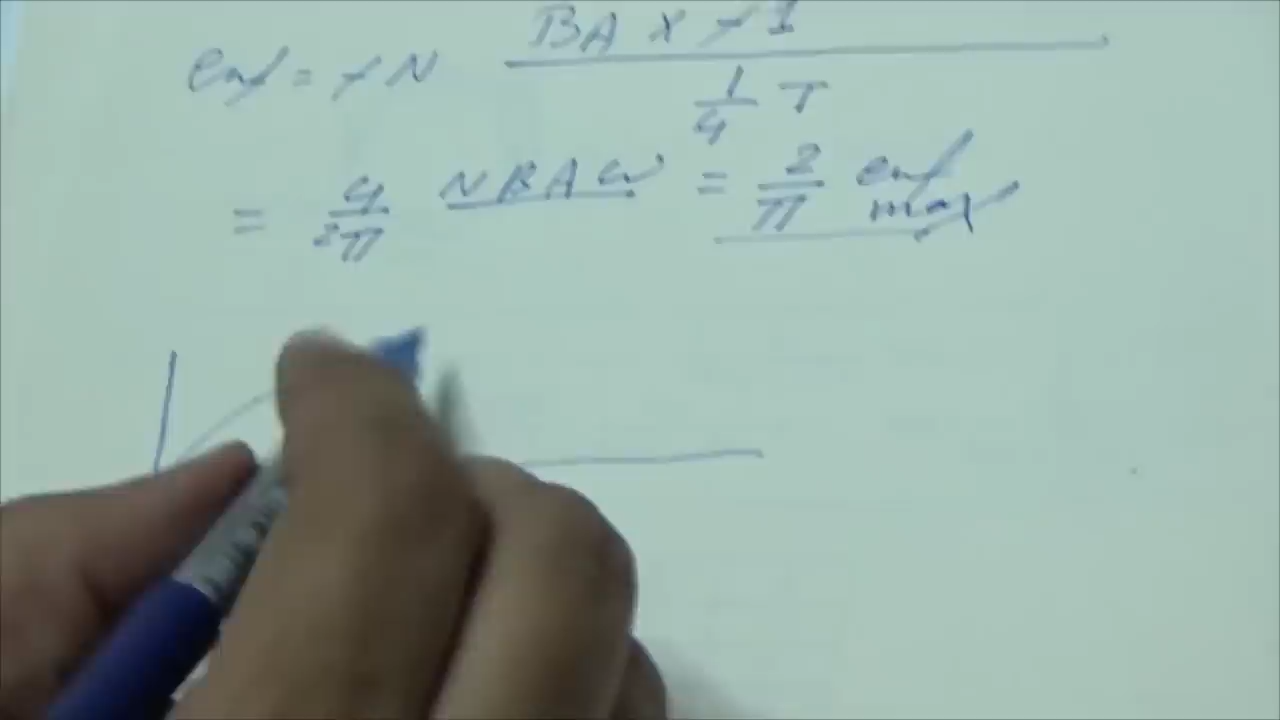 emf = ≠ N BA × ≠ 1
1/4 T
= 4/2π NBAω = 2/π emf max